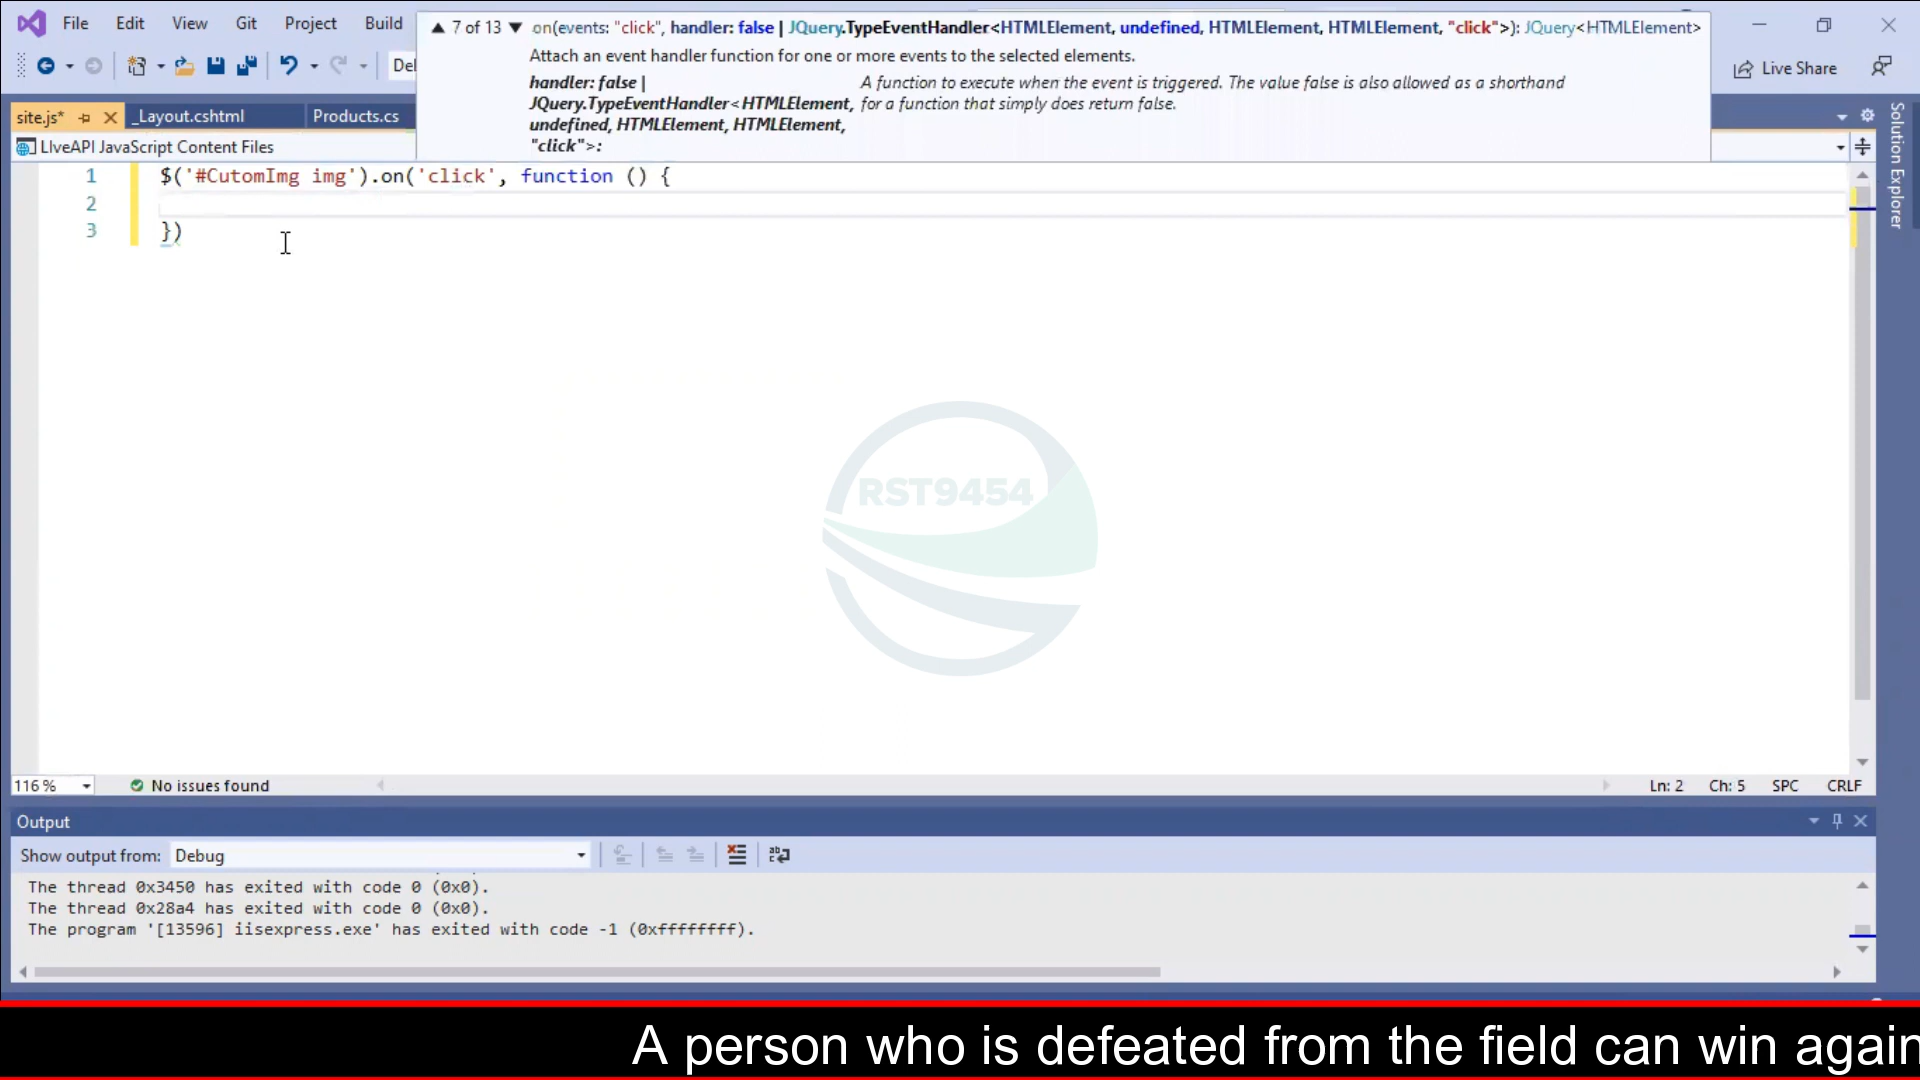 File Edit View Git Project Build
▲ 7 of 13 ▼ on(events: "click", handler: false | JQuery.TypeEventHandler<HTMLElement, undefined, HTMLElement, HTMLElement, "click">): JQuery<HTMLElement>
Attach an event handler function for one or more events to the selected elements.
handler: false | A function to execute when the event is triggered. The value false is also allowed as a shorthand
JQuery.TypeEventHandler<HTMLElement, for a function that simply does return false.
undefined, HTMLElement, HTMLElement,
"click">:
Live Share
site.js* _Layout.cshtml Products.cs
LIveAPI JavaScript Content Files
Solution Explorer
1 $('#CutomImg img').on('click', function () {
2
3 })
RST9454
116 % No issues found Ln: 2 Ch: 5 SPC CRLF
Output
Show output from: Debug
The thread 0x3450 has exited with code 0 (0x0).
The thread 0x28a4 has exited with code 0 (0x0).
The program '[13596] iisexpress.exe' has exited with code -1 (0xffffffff).
A person who is defeated from the field can win again